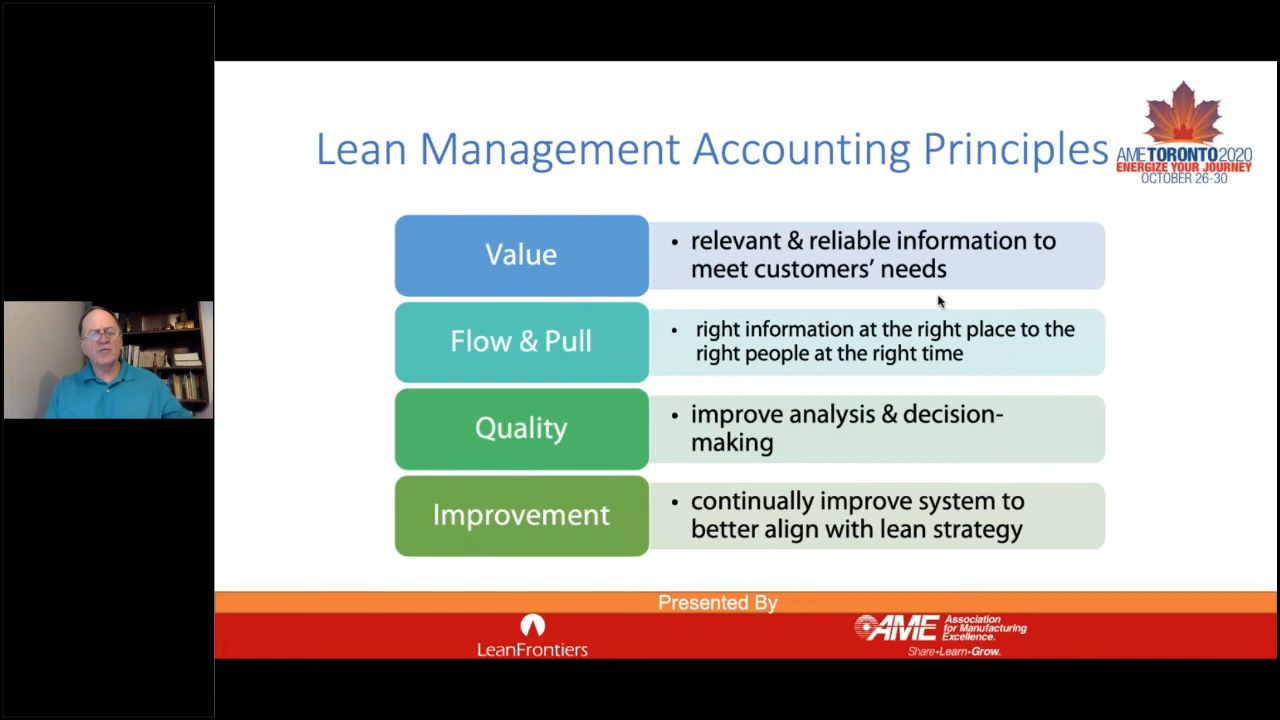 Lean Management Accounting Principles
AMETORONTO2020
ENERGIZE YOUR JOURNEY
OCTOBER 26-30
Value
• relevant & reliable information to
meet customers’ needs
Flow & Pull
• right information at the right place to the
right people at the right time
Quality
• improve analysis & decision-
making
Improvement
• continually improve system to
better align with lean strategy
Presented By
LeanFrontiers
AME
Association
for Manufacturing
Excellence.
Share•Learn•Grow.